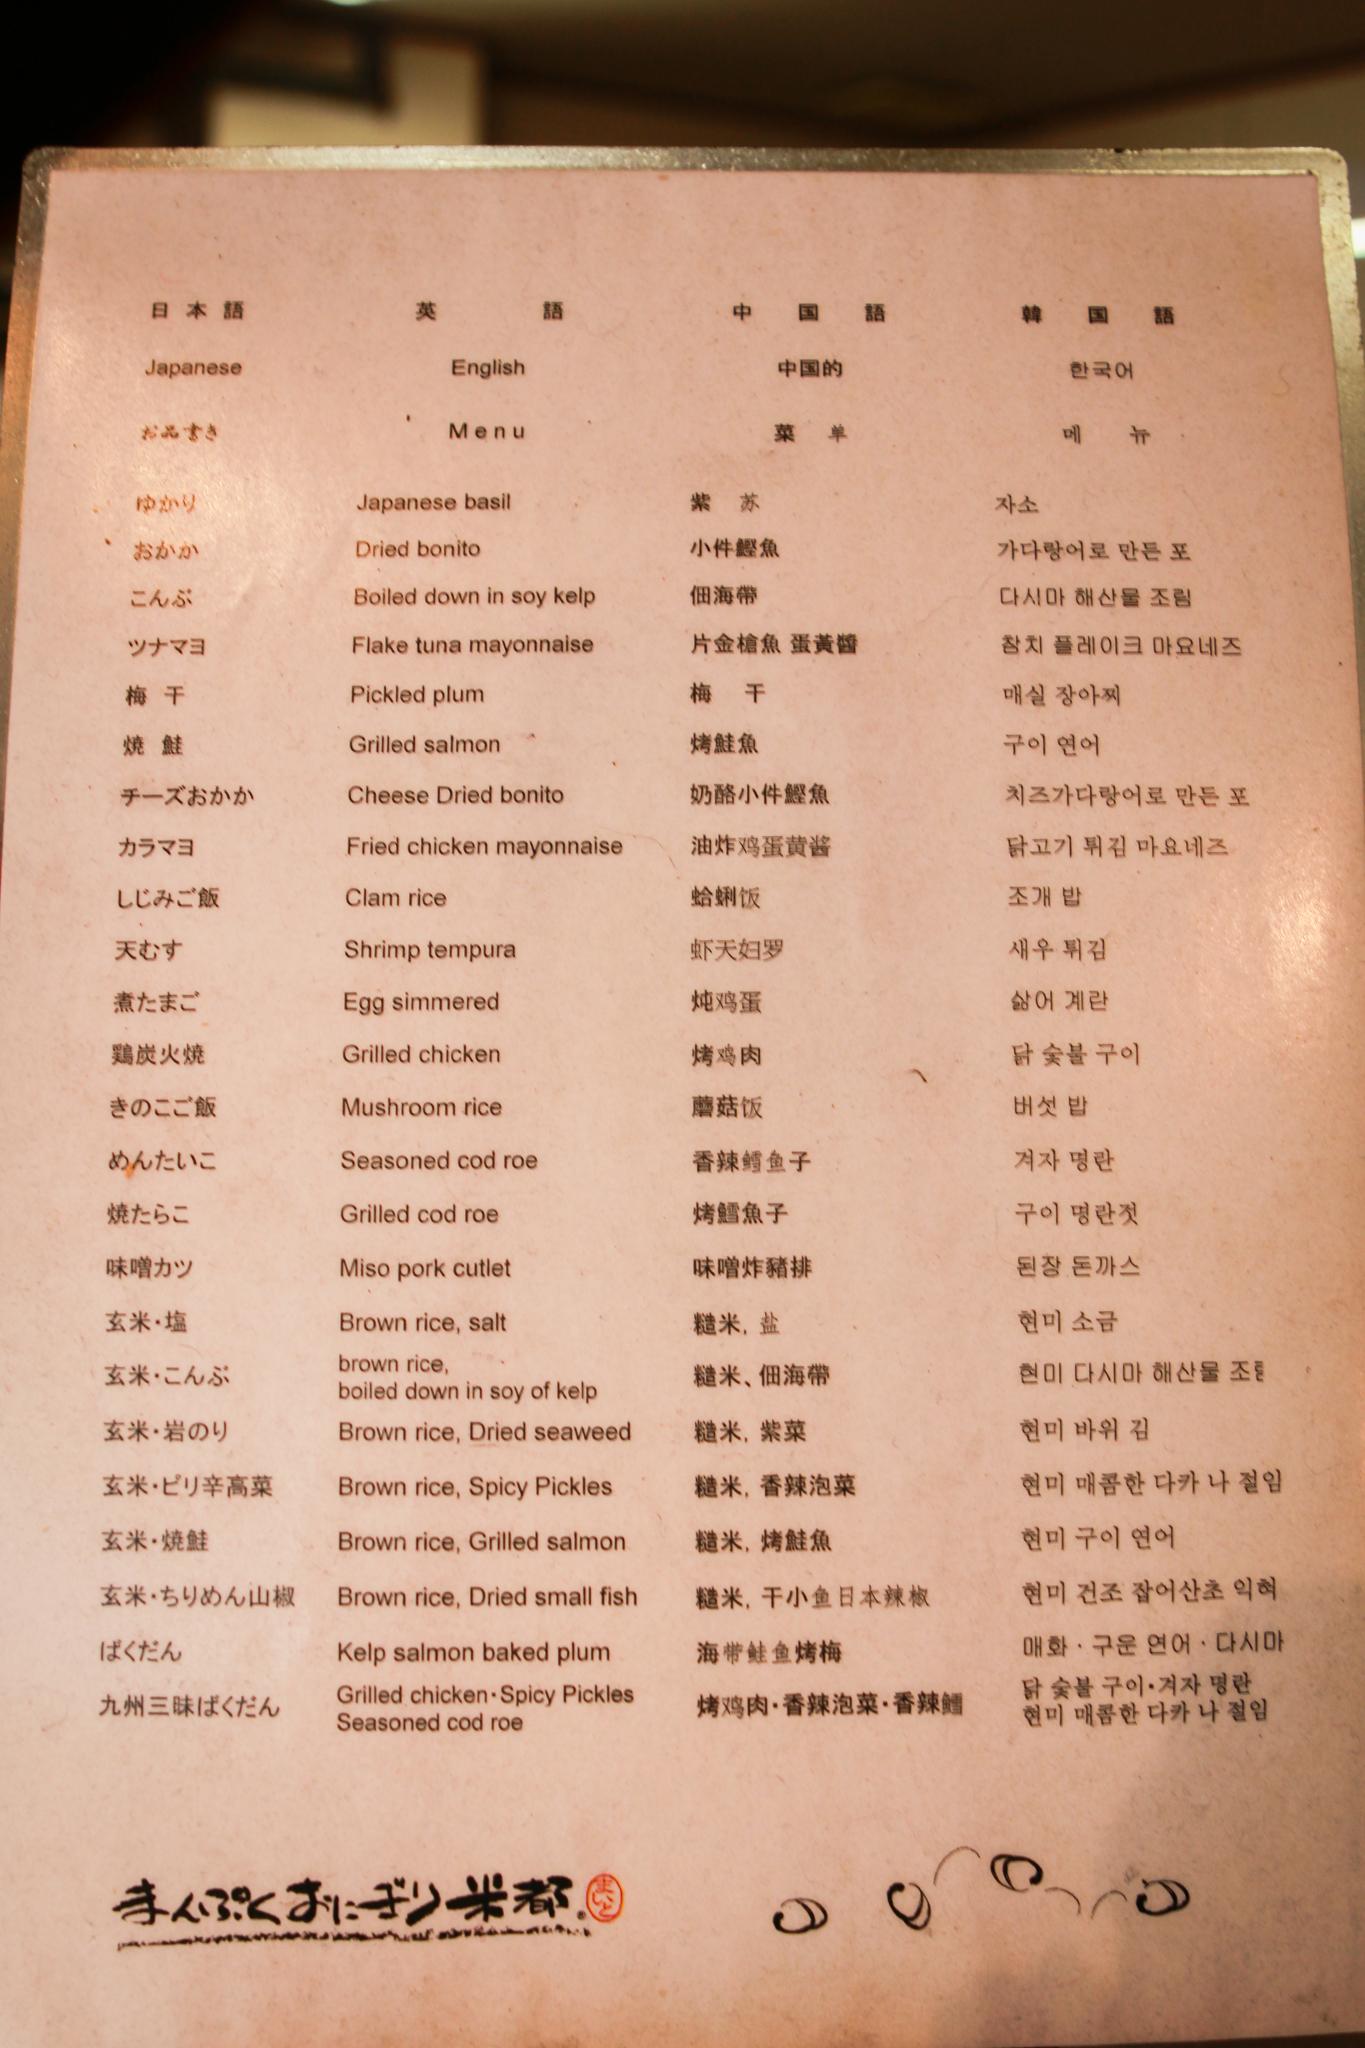 日本語 英語 中国語 韓国語
Japanese English 中国的 한국어
お品書き Menu 菜单 메뉴
ゆかり Japanese basil 紫苏 자소
おかか Dried bonito 小件鰹魚 가다랑어로 만든 포
こんぶ Boiled down in soy kelp 佃海帶 다시마 해산물 조림
ツナマヨ Flake tuna mayonnaise 片金槍魚 蛋黃醬 참치 플레이크 마요네즈
梅干 Pickled plum 梅干 매실 장아찌
焼鮭 Grilled salmon 烤鮭魚 구이 연어
チーズおかか Cheese Dried bonito 奶酪小件鰹魚 치즈가다랑어로 만든 포
カラマヨ Fried chicken mayonnaise 油炸鸡蛋黄酱 닭고기 튀김 마요네즈
しじみご飯 Clam rice 蛤蜊饭 조개 밥
天むす Shrimp tempura 虾天妇罗 새우 튀김
煮たまご Egg simmered 炖鸡蛋 삶어 계란
鶏炭火焼 Grilled chicken 烤鸡肉 닭 숯불 구이
きのこご飯 Mushroom rice 蘑菇饭 버섯 밥
めんたいこ Seasoned cod roe 香辣鳕鱼子 겨자 명란
焼たらこ Grilled cod roe 烤鱈魚子 구이 명란젓
味噌カツ Miso pork cutlet 味噌炸豬排 된장 돈까스
玄米・塩 Brown rice, salt 糙米, 盐 현미 소금
玄米・こんぶ brown rice, 糙米、佃海帶 현미 다시마 해산물 조림
boiled down in soy of kelp
玄米・岩のり Brown rice, Dried seaweed 糙米, 紫菜 현미 바위 김
玄米・ピリ辛高菜 Brown rice, Spicy Pickles 糙米, 香辣泡菜 현미 매콤한 다카 나 절임
玄米・焼鮭 Brown rice, Grilled salmon 糙米, 烤鮭魚 현미 구이 연어
玄米・ちりめん山椒 Brown rice, Dried small fish 糙米, 干小鱼日本辣椒 현미 건조 잡어산초 익혀
ばくだん Kelp salmon baked plum 海带鲑鱼烤梅 매화・구운 연어・다시마
九州三昧ばくだん Grilled chicken・Spicy Pickles 烤鸡肉・香辣泡菜・香辣鱈 닭 숯불 구이・겨자 명란
Seasoned cod roe 현미 매콤한 다카 나 절임
まんぷくおにぎり米都. まいと